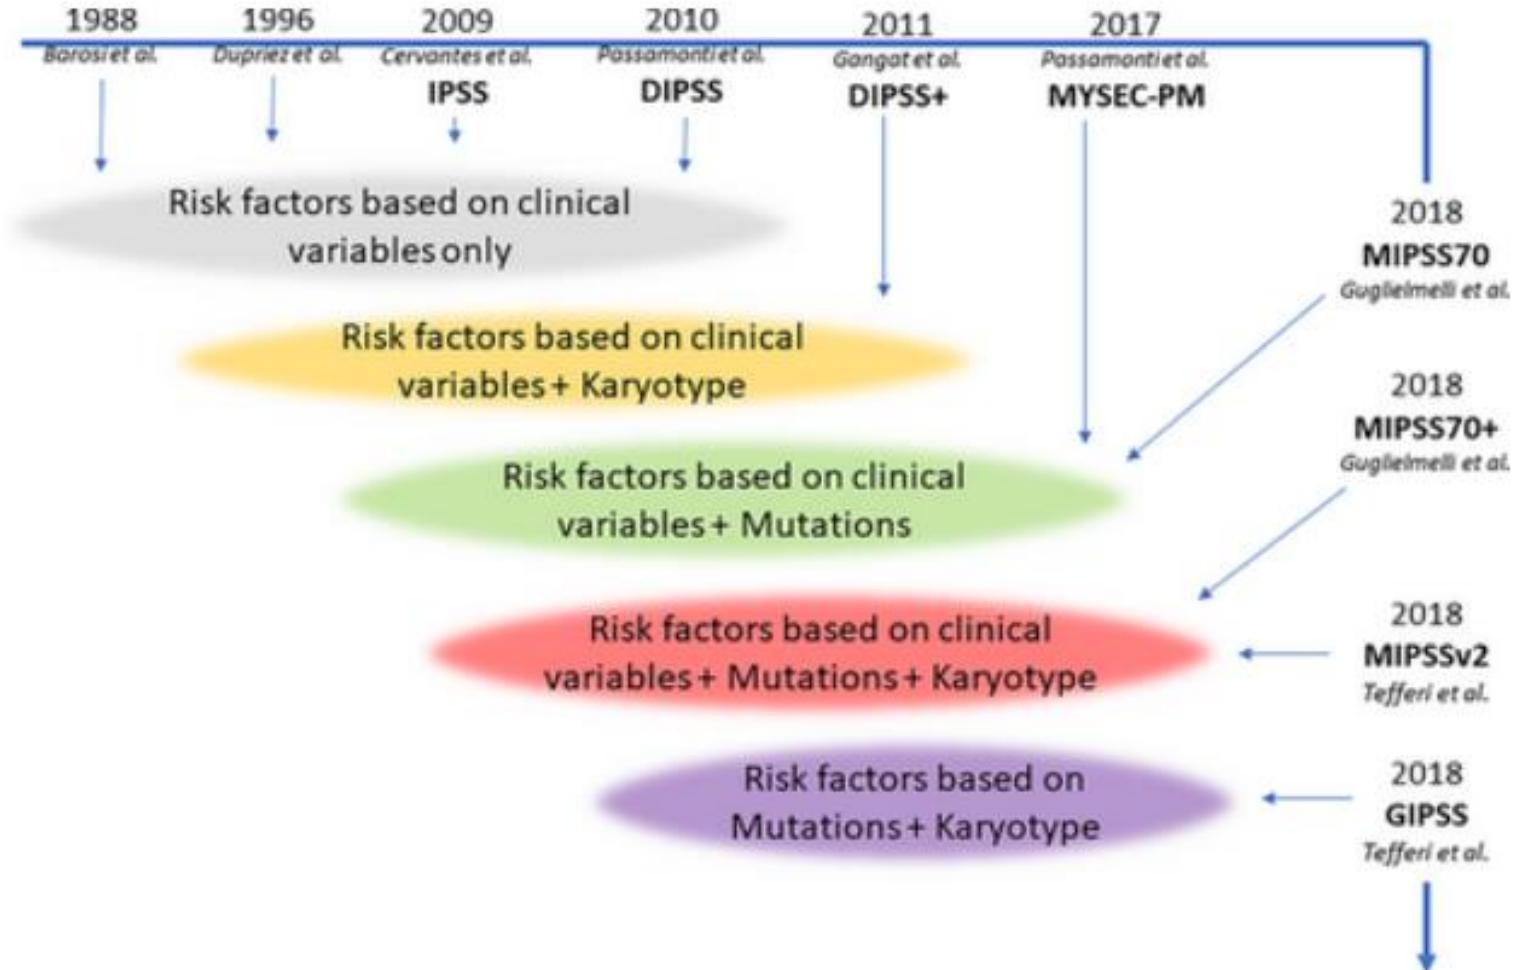 1988
Barosi et al.
1996
Dupriez et al.
2009
Cervantes et al.
IPSS
2010
Passamonti et al.
DIPSS
2011
Gangat et al.
DIPSS+
2017
Passamonti et al.
MYSEC-PM
Risk factors based on clinical
variables only
Risk factors based on clinical
variables + Karyotype
Risk factors based on clinical
variables + Mutations
Risk factors based on clinical
variables + Mutations + Karyotype
Risk factors based on
Mutations + Karyotype
2018
MIPSS70
Guglielmelli et al.
2018
MIPSS70+
Guglielmelli et al.
2018
MIPSSv2
Tefferi et al.
2018
GIPSS
Tefferi et al.